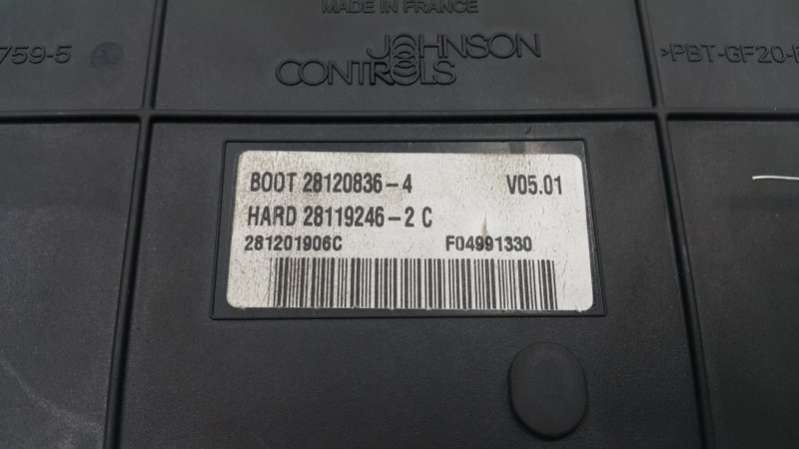 MADE IN FRANCE
JOHNSON
CONTROLS
759-5
>PBT-GF20-
BOOT 28120836-4 V05.01
HARD 28119246-2 C
281201906C F04991330